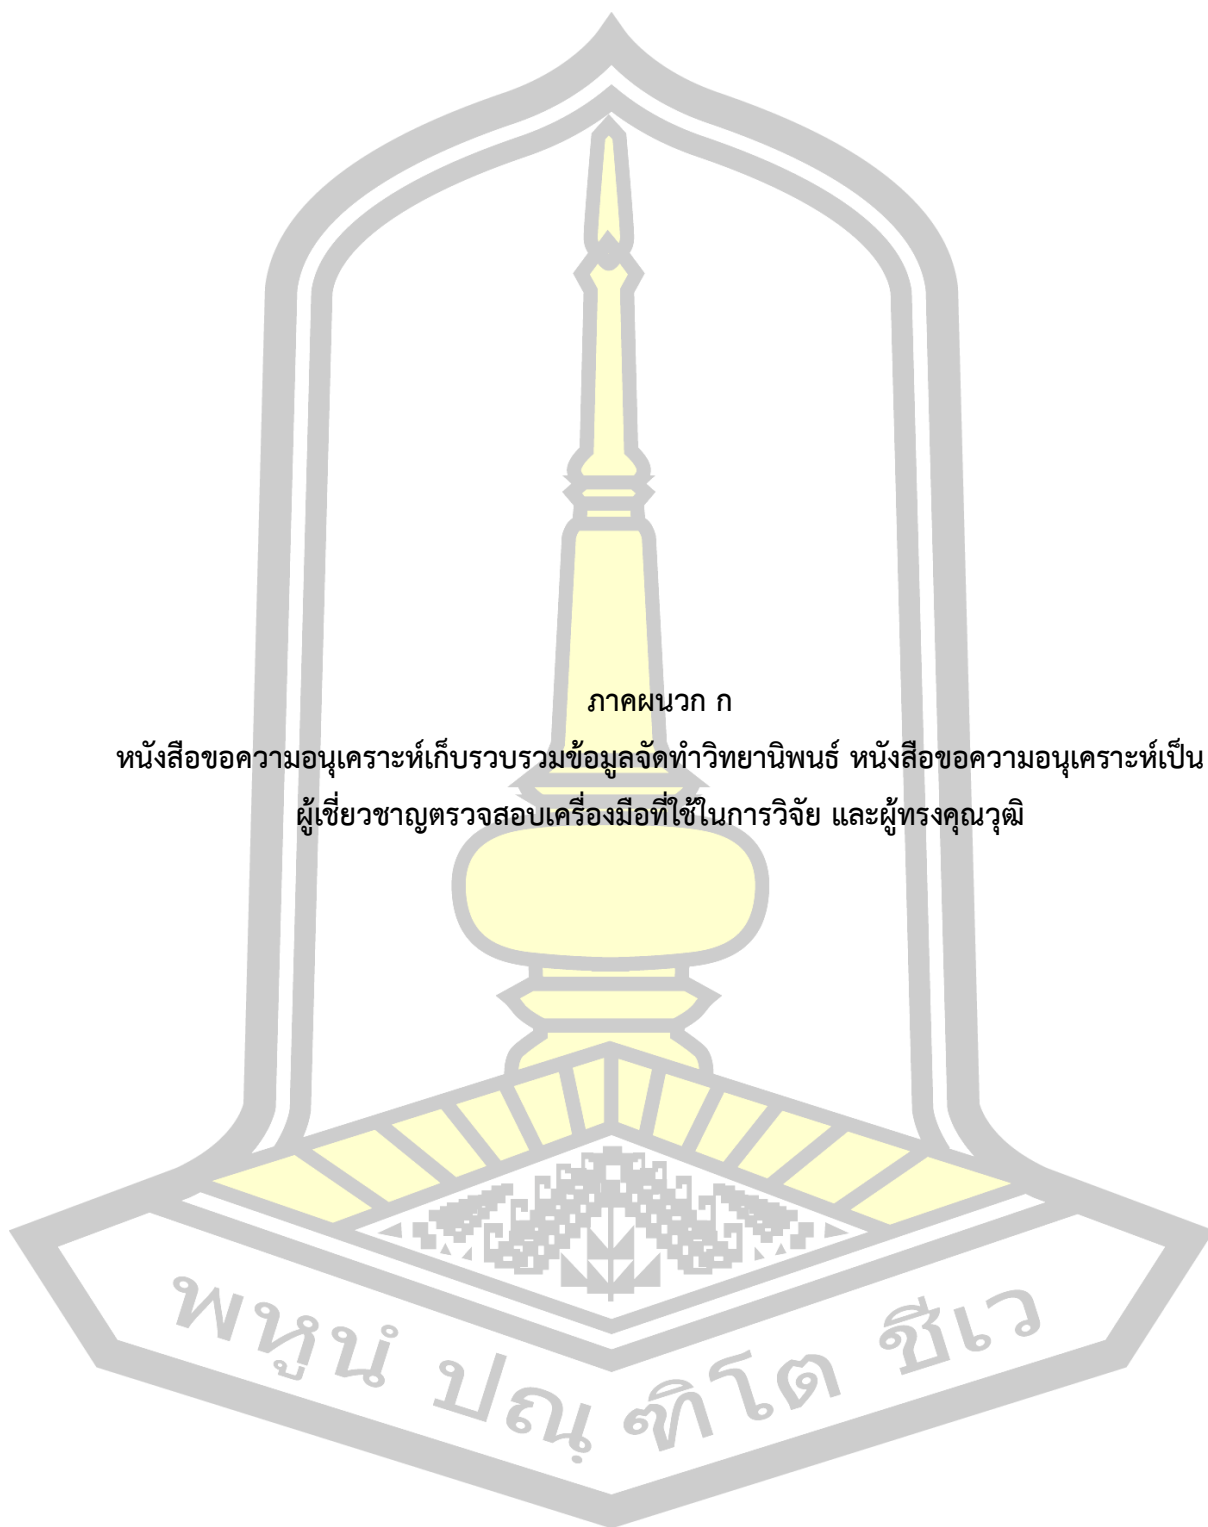 ภาคผนวก ก
หนังสือขอความอนุเคราะห์เก็บรวบรวมข้อมูลจัดทำวิทยานิพนธ์ หนังสือขอความอนุเคราะห์เป็น
ผู้เชี่ยวชาญตรวจสอบเครื่องมือที่ใช้ในการวิจัย และผู้ทรงคุณวุฒิ
พหูนํ ปณฺฑิโต ชีเว